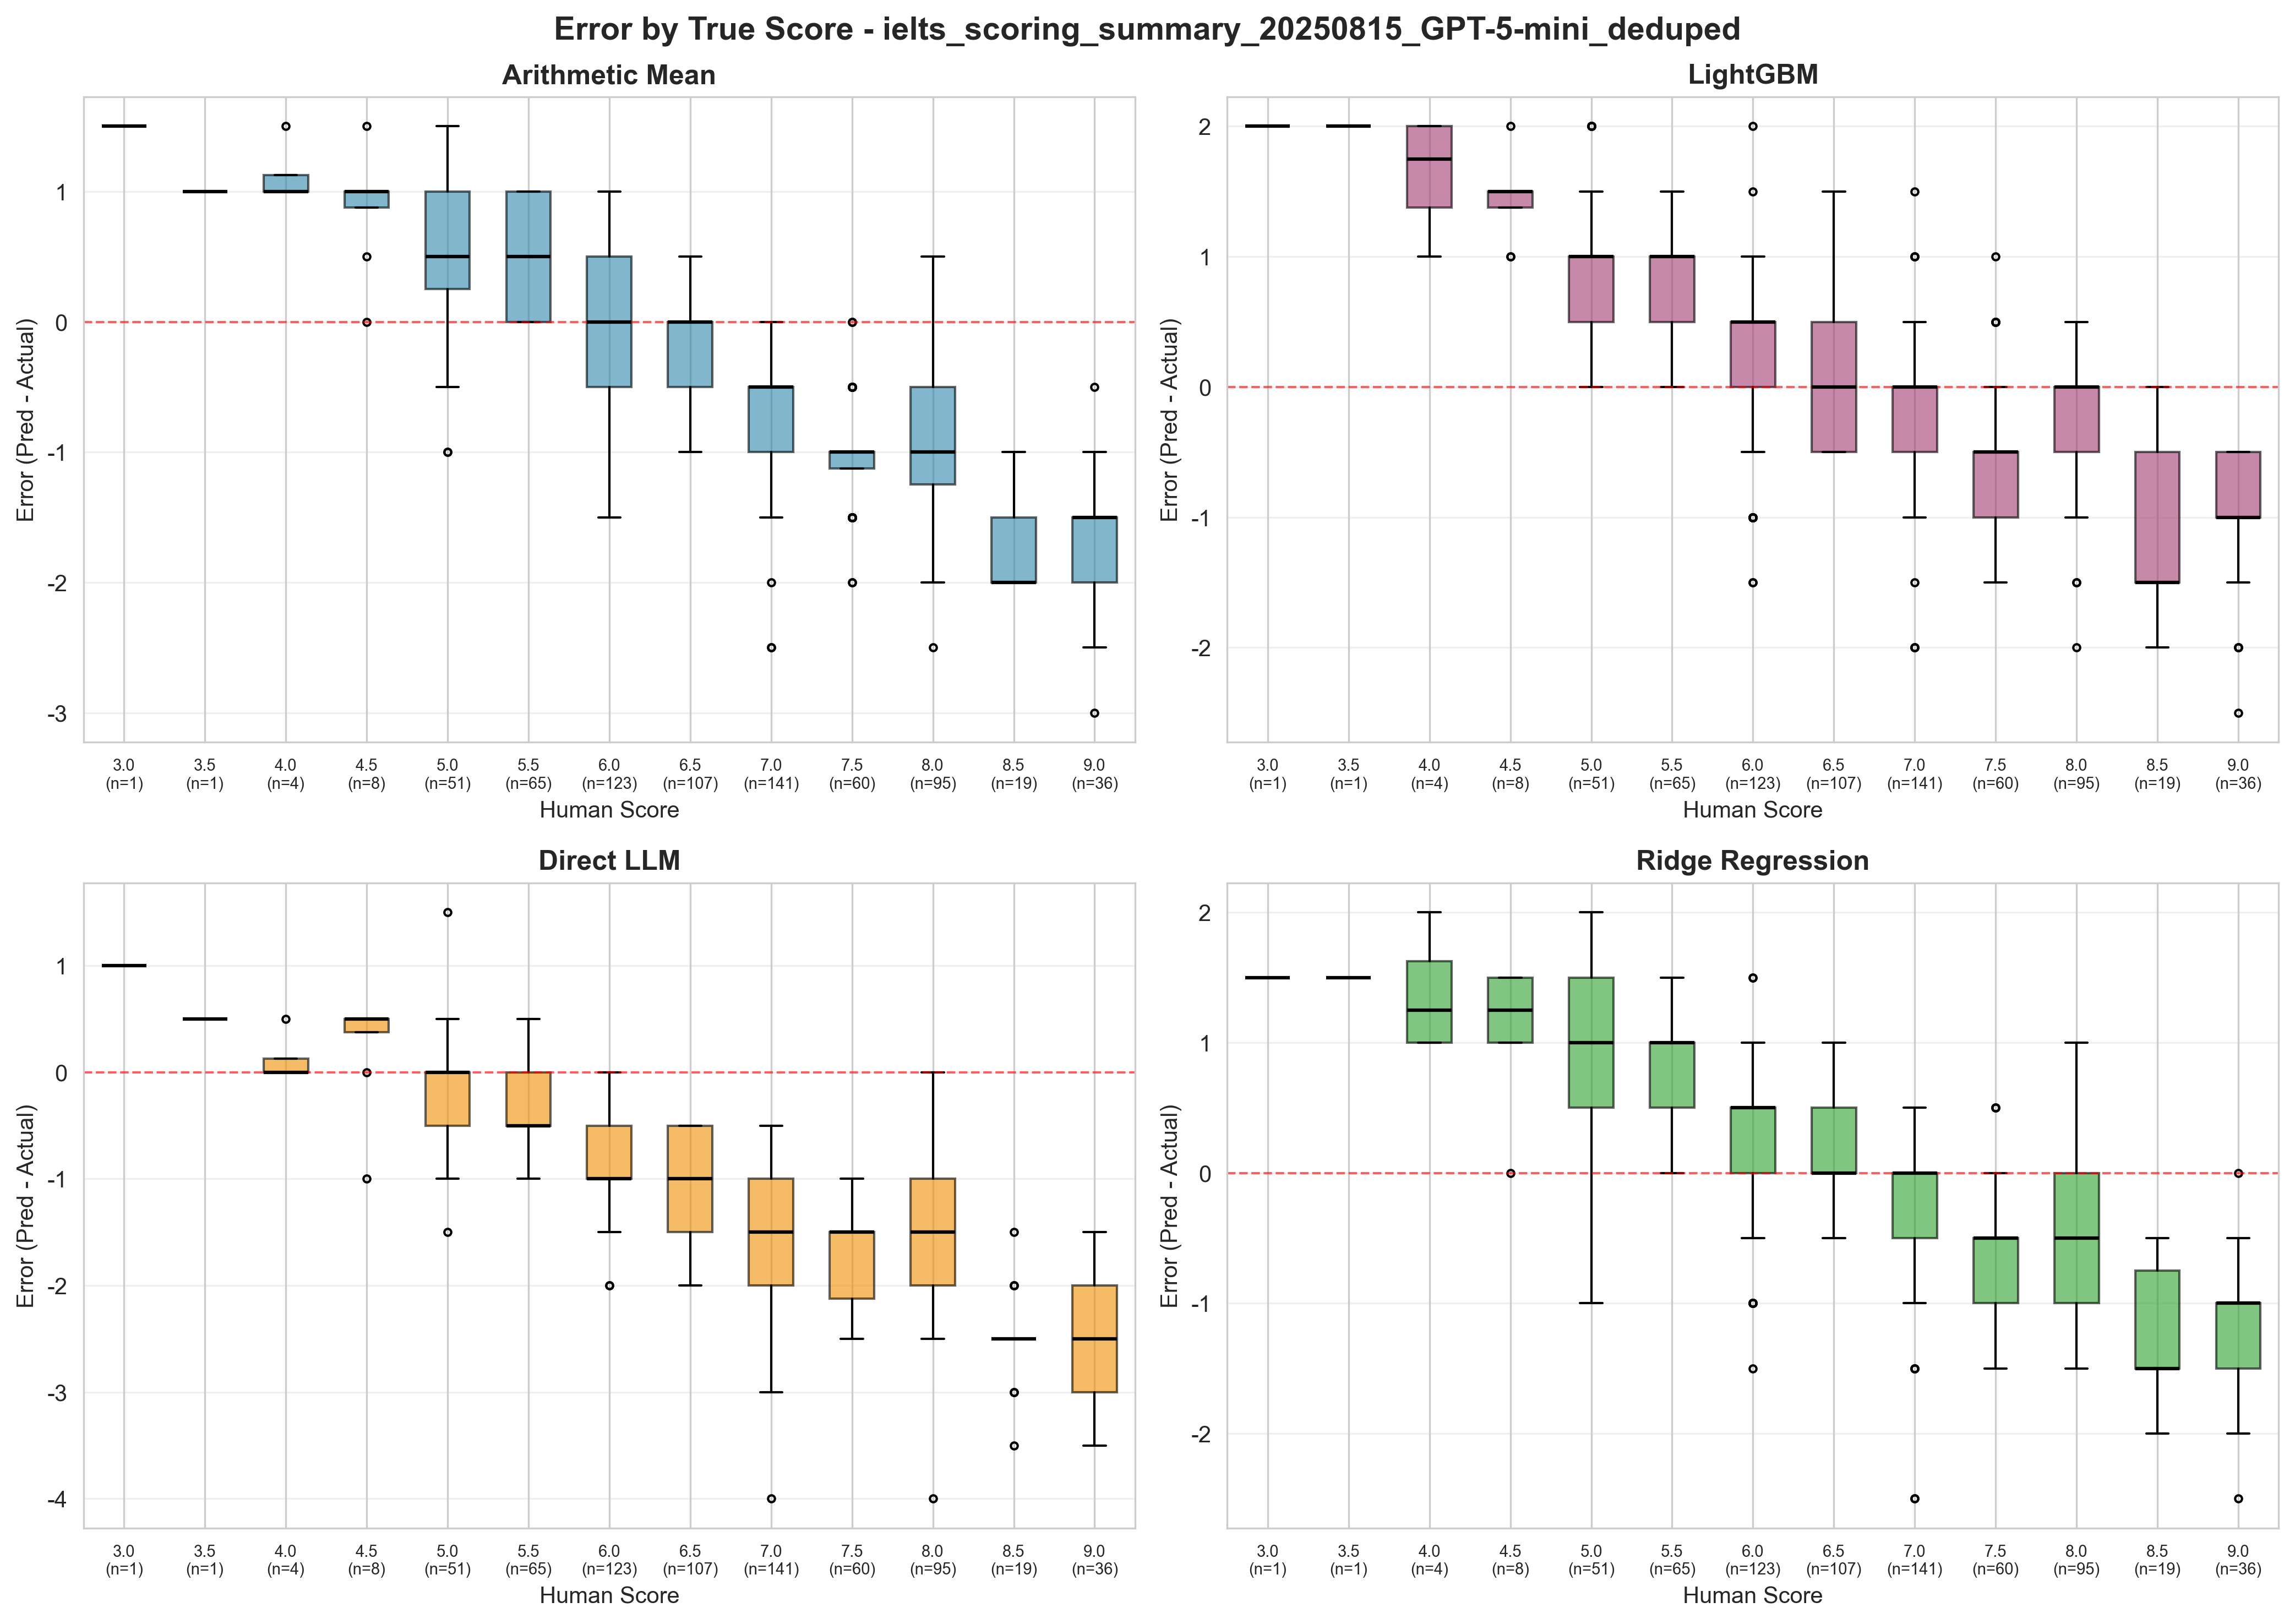 Error by True Score - ielts_scoring_summary_20250815_GPT-5-mini_deduped
Arithmetic Mean
Error (Pred - Actual)
1
0
-1
-2
-3
3.0 3.5 4.0 4.5 5.0 5.5 6.0 6.5 7.0 7.5 8.0 8.5 9.0
(n=1) (n=1) (n=4) (n=8) (n=51) (n=65) (n=123) (n=107) (n=141) (n=60) (n=95) (n=19) (n=36)
Human Score
LightGBM
Error (Pred - Actual)
2
1
0
-1
-2
3.0 3.5 4.0 4.5 5.0 5.5 6.0 6.5 7.0 7.5 8.0 8.5 9.0
(n=1) (n=1) (n=4) (n=8) (n=51) (n=65) (n=123) (n=107) (n=141) (n=60) (n=95) (n=19) (n=36)
Human Score
Direct LLM
Error (Pred - Actual)
1
0
-1
-2
-3
-4
3.0 3.5 4.0 4.5 5.0 5.5 6.0 6.5 7.0 7.5 8.0 8.5 9.0
(n=1) (n=1) (n=4) (n=8) (n=51) (n=65) (n=123) (n=107) (n=141) (n=60) (n=95) (n=19) (n=36)
Human Score
Ridge Regression
Error (Pred - Actual)
2
1
0
-1
-2
3.0 3.5 4.0 4.5 5.0 5.5 6.0 6.5 7.0 7.5 8.0 8.5 9.0
(n=1) (n=1) (n=4) (n=8) (n=51) (n=65) (n=123) (n=107) (n=141) (n=60) (n=95) (n=19) (n=36)
Human Score